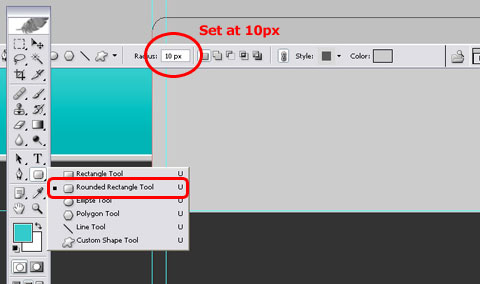 Set at 10px
Radius: 10 px Style: Color:
T
Rectangle Tool U
Rounded Rectangle Tool U
Ellipse Tool U
Polygon Tool U
Line Tool U
Custom Shape Tool U